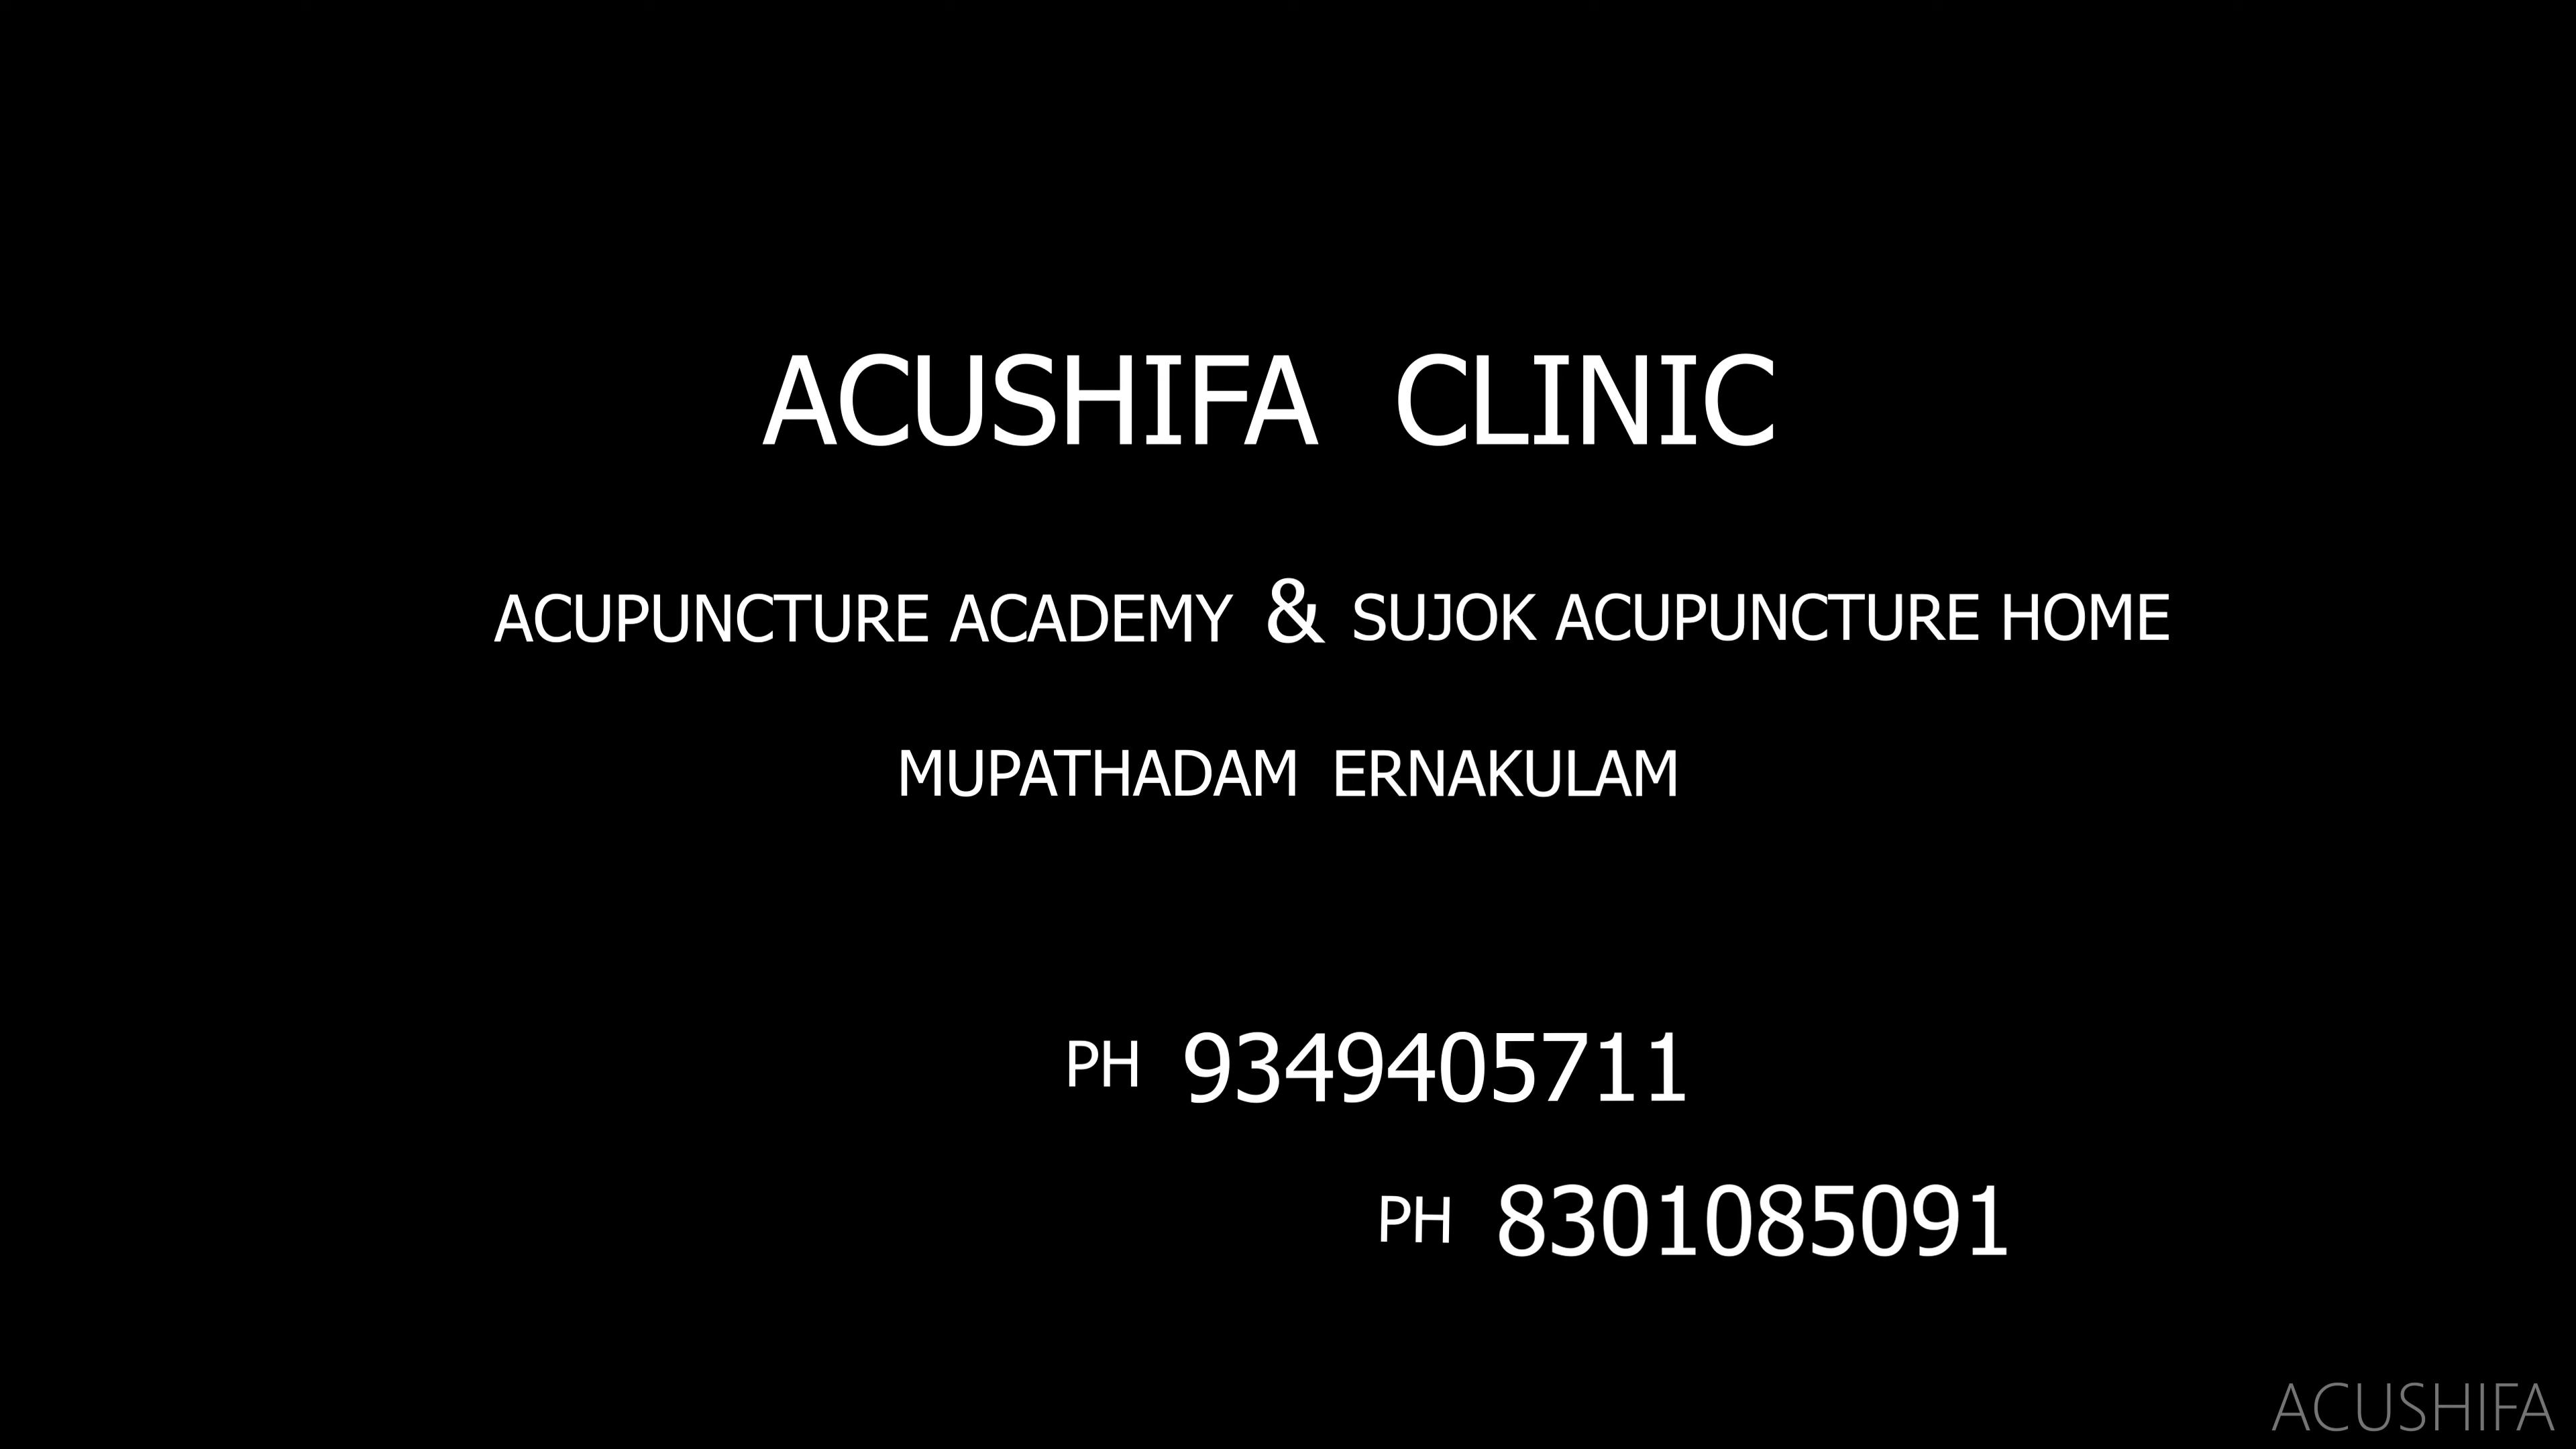 ACUSHIFA CLINIC
ACUPUNCTURE ACADEMY & SUJOK ACUPUNCTURE HOME
MUPATHADAM ERNAKULAM
PH 9349405711
PH 8301085091
ACUSHIFA